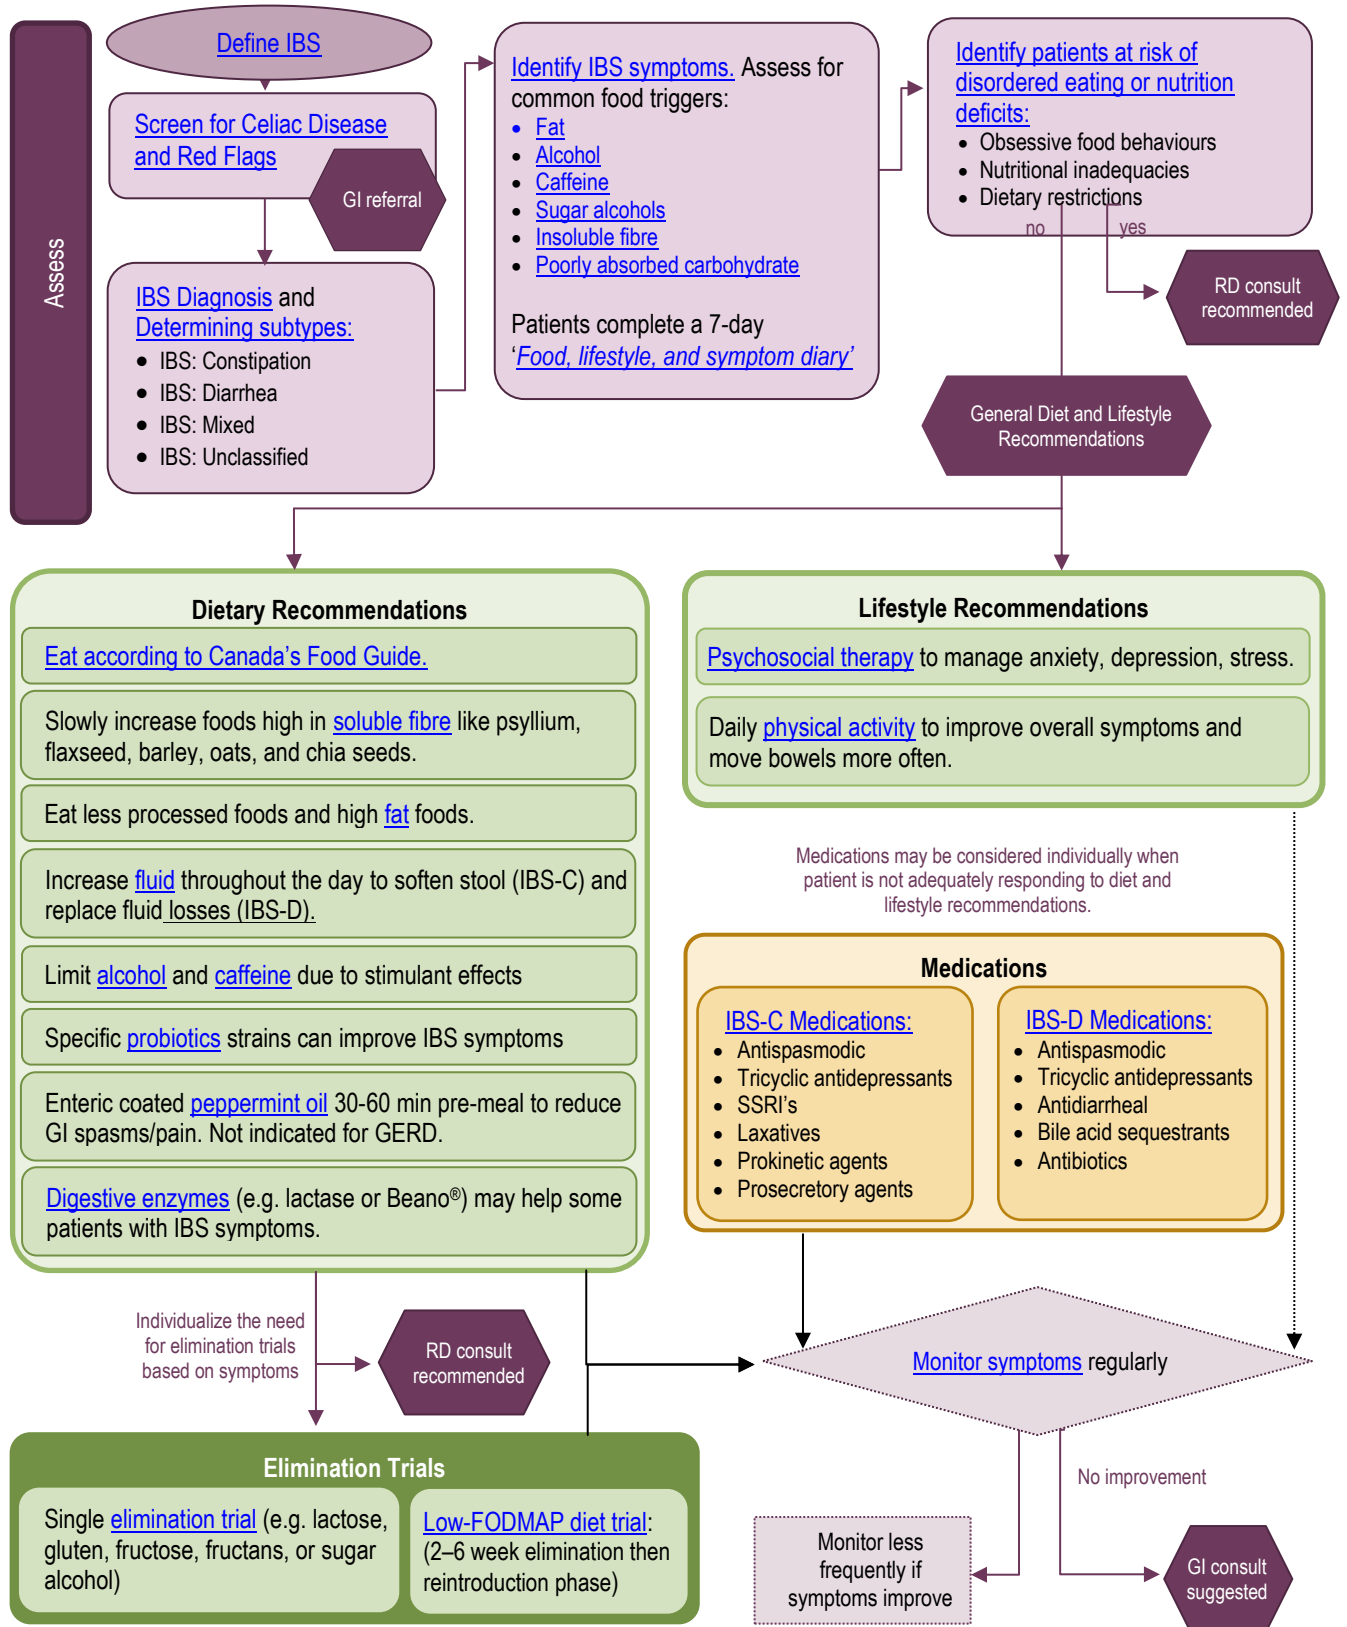 Assess
Define IBS
Screen for Celiac Disease
and Red Flags
GI referral
IBS Diagnosis and
Determining subtypes:
• IBS: Constipation
• IBS: Diarrhea
• IBS: Mixed
• IBS: Unclassified
Identify IBS symptoms. Assess for
common food triggers:
• Fat
• Alcohol
• Caffeine
• Sugar alcohols
• Insoluble fibre
• Poorly absorbed carbohydrate
Patients complete a 7-day
‘Food, lifestyle, and symptom diary’
Identify patients at risk of
disordered eating or nutrition
deficits:
• Obsessive food behaviours
• Nutritional inadequacies
• Dietary restrictions
no
yes
RD consult
recommended
General Diet and Lifestyle
Recommendations
Dietary Recommendations
Eat according to Canada’s Food Guide.
Slowly increase foods high in soluble fibre like psyllium,
flaxseed, barley, oats, and chia seeds.
Eat less processed foods and high fat foods.
Increase fluid throughout the day to soften stool (IBS-C) and
replace fluid losses (IBS-D).
Limit alcohol and caffeine due to stimulant effects
Specific probiotics strains can improve IBS symptoms
Enteric coated peppermint oil 30-60 min pre-meal to reduce
GI spasms/pain. Not indicated for GERD.
Digestive enzymes (e.g. lactase or Beano®) may help some
patients with IBS symptoms.
Lifestyle Recommendations
Psychosocial therapy to manage anxiety, depression, stress.
Daily physical activity to improve overall symptoms and
move bowels more often.
Medications may be considered individually when
patient is not adequately responding to diet and
lifestyle recommendations.
Medications
IBS-C Medications:
• Antispasmodic
• Tricyclic antidepressants
• SSRI’s
• Laxatives
• Prokinetic agents
• Prosecretory agents
IBS-D Medications:
• Antispasmodic
• Tricyclic antidepressants
• Antidiarrheal
• Bile acid sequestrants
• Antibiotics
Individualize the need
for elimination trials
based on symptoms
RD consult
recommended
Monitor symptoms regularly
Elimination Trials
Single elimination trial (e.g. lactose,
gluten, fructose, fructans, or sugar
alcohol)
Low-FODMAP diet trial:
(2–6 week elimination then
reintroduction phase)
No improvement
Monitor less
frequently if
symptoms improve
GI consult
suggested